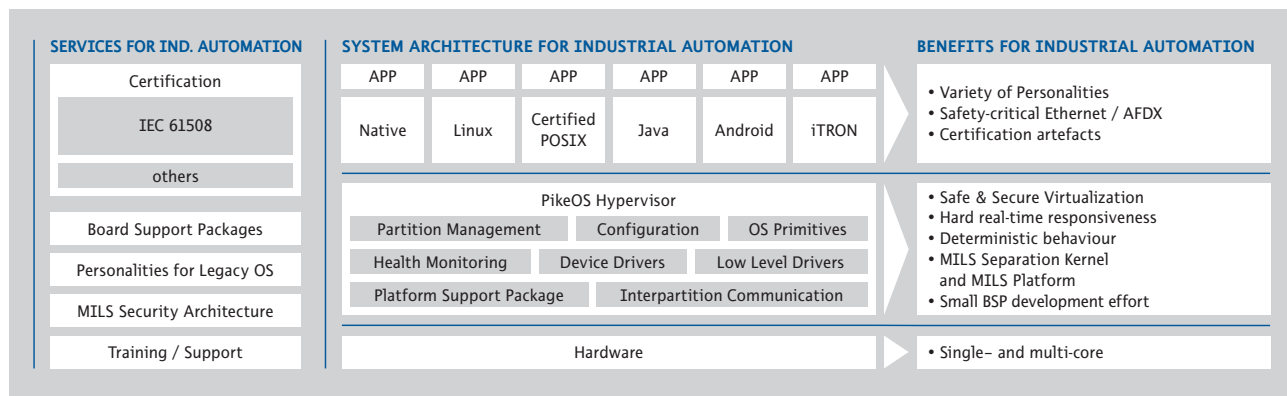 SERVICES FOR IND. AUTOMATION
Certification
IEC 61508
others
Board Support Packages
Personalities for Legacy OS
MILS Security Architecture
Training / Support
SYSTEM ARCHITECTURE FOR INDUSTRIAL AUTOMATION
APP APP APP APP APP APP
Native Linux Certified POSIX Java Android iTRON
PikeOS Hypervisor
Partition Management Configuration OS Primitives
Health Monitoring Device Drivers Low Level Drivers
Platform Support Package Interpartition Communication
Hardware
BENEFITS FOR INDUSTRIAL AUTOMATION
• Variety of Personalities
• Safety-critical Ethernet / AFDX
• Certification artefacts
• Safe & Secure Virtualization
• Hard real-time responsiveness
• Deterministic behaviour
• MILS Separation Kernel
and MILS Platform
• Small BSP development effort
• Single– and multi-core